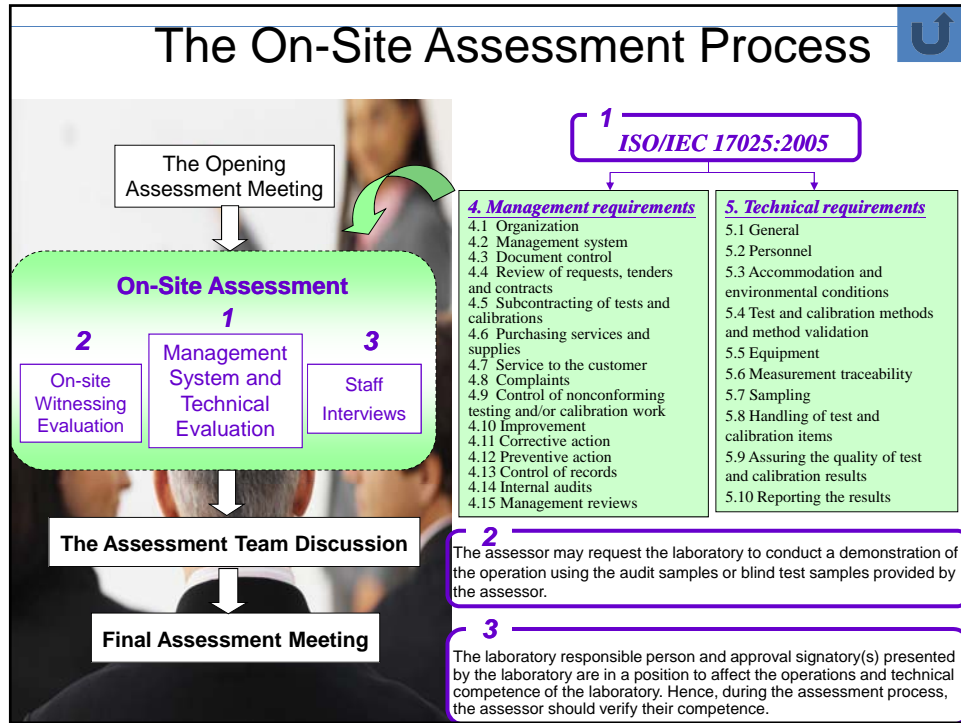 The On-Site Assessment Process
The Opening
Assessment Meeting
On-Site Assessment
1
2
3
Management
System and
Technical
Evaluation
On-site
Witnessing
Evaluation
Staff
Interviews
The Assessment Team Discussion
Final Assessment Meeting
1
ISO/IEC 17025:2005
4. Management requirements
4.1 Organization
4.2 Management system
4.3 Document control
4.4 Review of requests, tenders
and contracts
4.5 Subcontracting of tests and
calibrations
4.6 Purchasing services and
supplies
4.7 Service to the customer
4.8 Complaints
4.9 Control of nonconforming
testing and/or calibration work
4.10 Improvement
4.11 Corrective action
4.12 Preventive action
4.13 Control of records
4.14 Internal audits
4.15 Management reviews
5. Technical requirements
5.1 General
5.2 Personnel
5.3 Accommodation and
environmental conditions
5.4 Test and calibration methods
and method validation
5.5 Equipment
5.6 Measurement traceability
5.7 Sampling
5.8 Handling of test and
calibration items
5.9 Assuring the quality of test
and calibration results
5.10 Reporting the results
2
The assessor may request the laboratory to conduct a demonstration of
the operation using the audit samples or blind test samples provided by
the assessor.
3
The laboratory responsible person and approval signatory(s) presented
by the laboratory are in a position to affect the operations and technical
competence of the laboratory. Hence, during the assessment process,
the assessor should verify their competence.